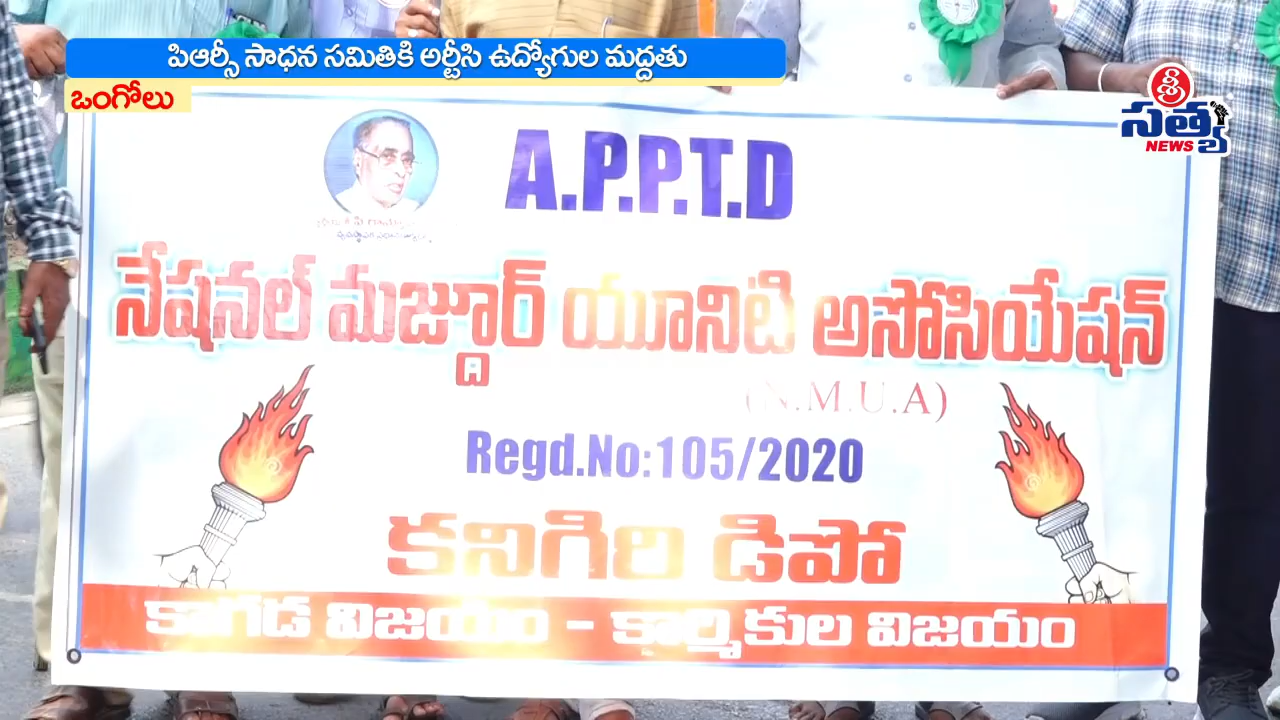 పిఆర్సీ సాధన సమితికి అర్టీసి ఉద్యోగుల మద్దతు
ఒంగోలు
శ్రీ
సత్య
NEWS
A.P.P.T.D
నేషనల్ మజ్దూర్ యూనిటి అసోసియేషన్
(N.M.U.A)
Regd.No:105/2020
కనిగిరి డిపో
కాగడ విజయం - కార్మికుల విజయం